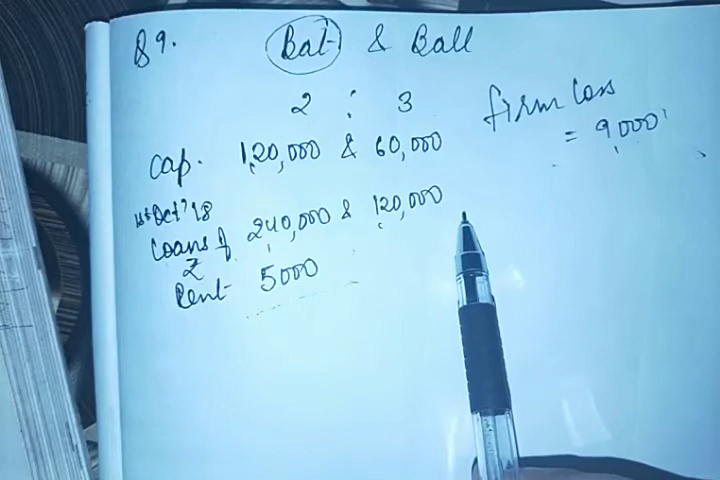 89. Bat & Ball
2 : 3
firm loss
= 9,000
Cap. 1,20,000 & 60,000
1st Oct' 18
Loans of 240,000 & 120,000
Rent 5000